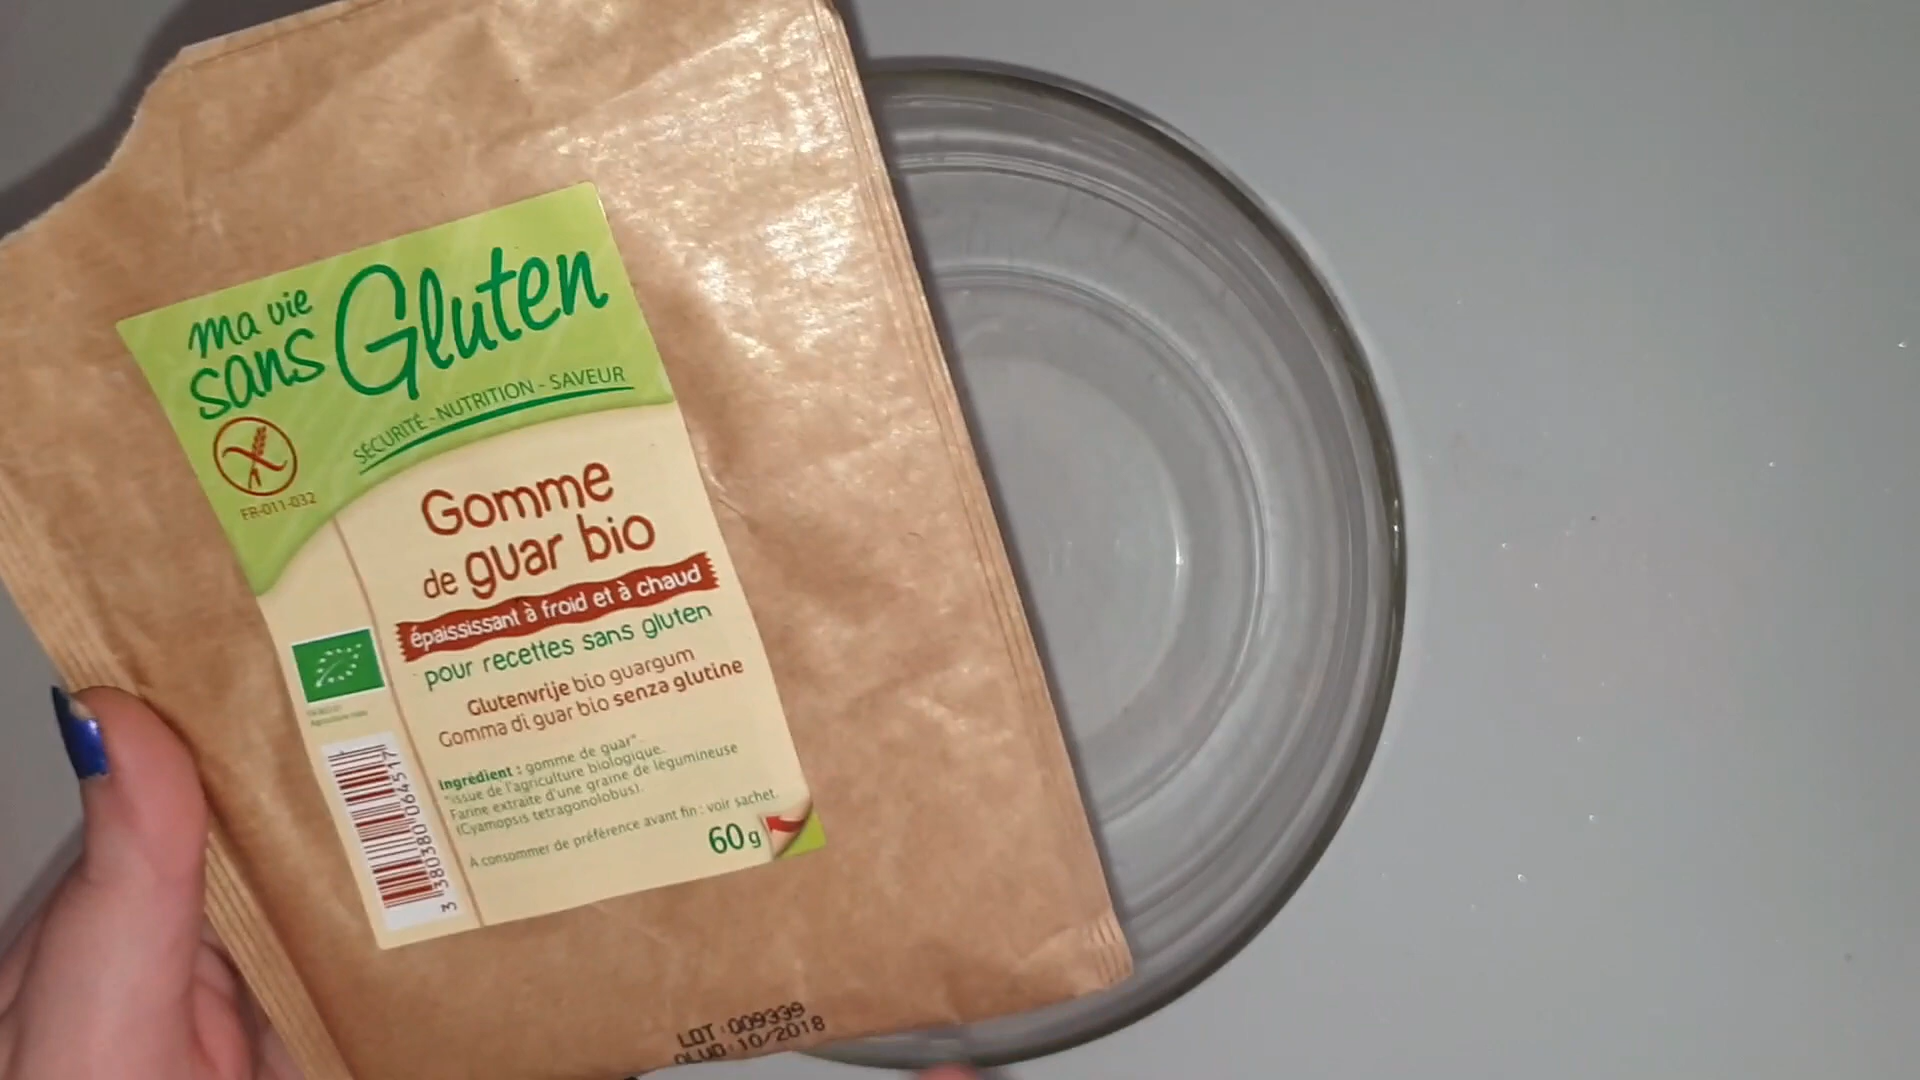 ma vie
sans Gluten
SÉCURITÉ - NUTRITION - SAVEUR
FR-011-032
Gomme
de guar bio
épaississant à froid et à chaud
pour recettes sans gluten
Glutenvrije bio guargum
Gomma di guar bio senza glutine
Ingrédient : gomme de guar*.
*issue de l'agriculture biologique.
Farine extraite d'une graine de légumineuse
(Cyamopsis tetragonolobus).
A consommer de préférence avant fin : voir sachet.
60 g
3 380380 064517
LOT : 009339
DLUO : 10/2018